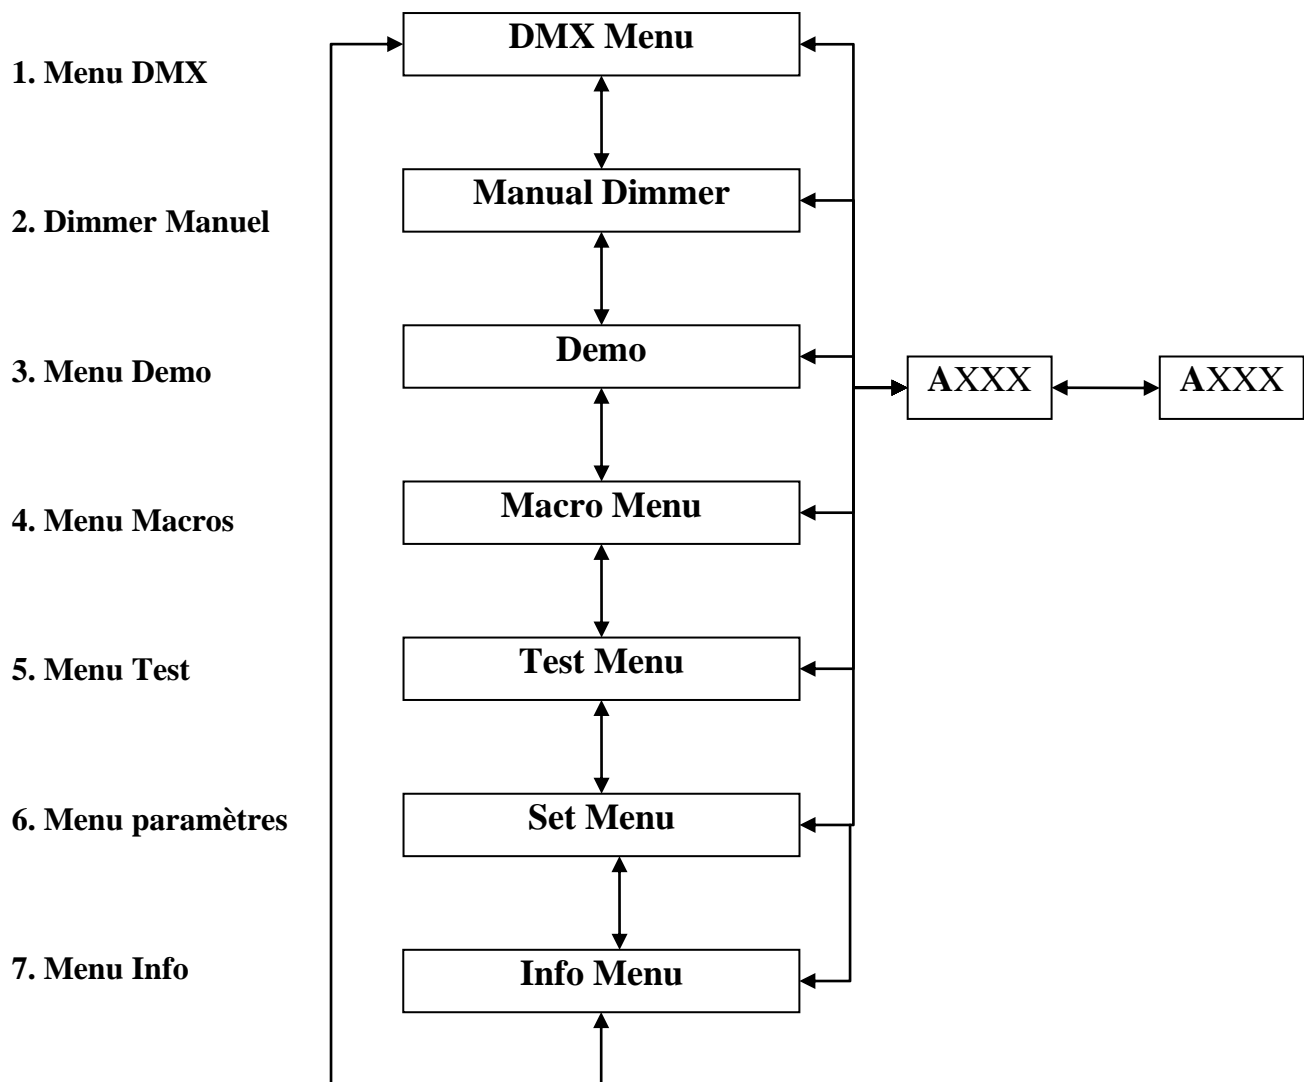 DMX Menu
1. Menu DMX
Manual Dimmer
2. Dimmer Manuel
Demo
3. Menu Demo
AXXX
AXXX
Macro Menu
4. Menu Macros
Test Menu
5. Menu Test
Set Menu
6. Menu paramètres
Info Menu
7. Menu Info